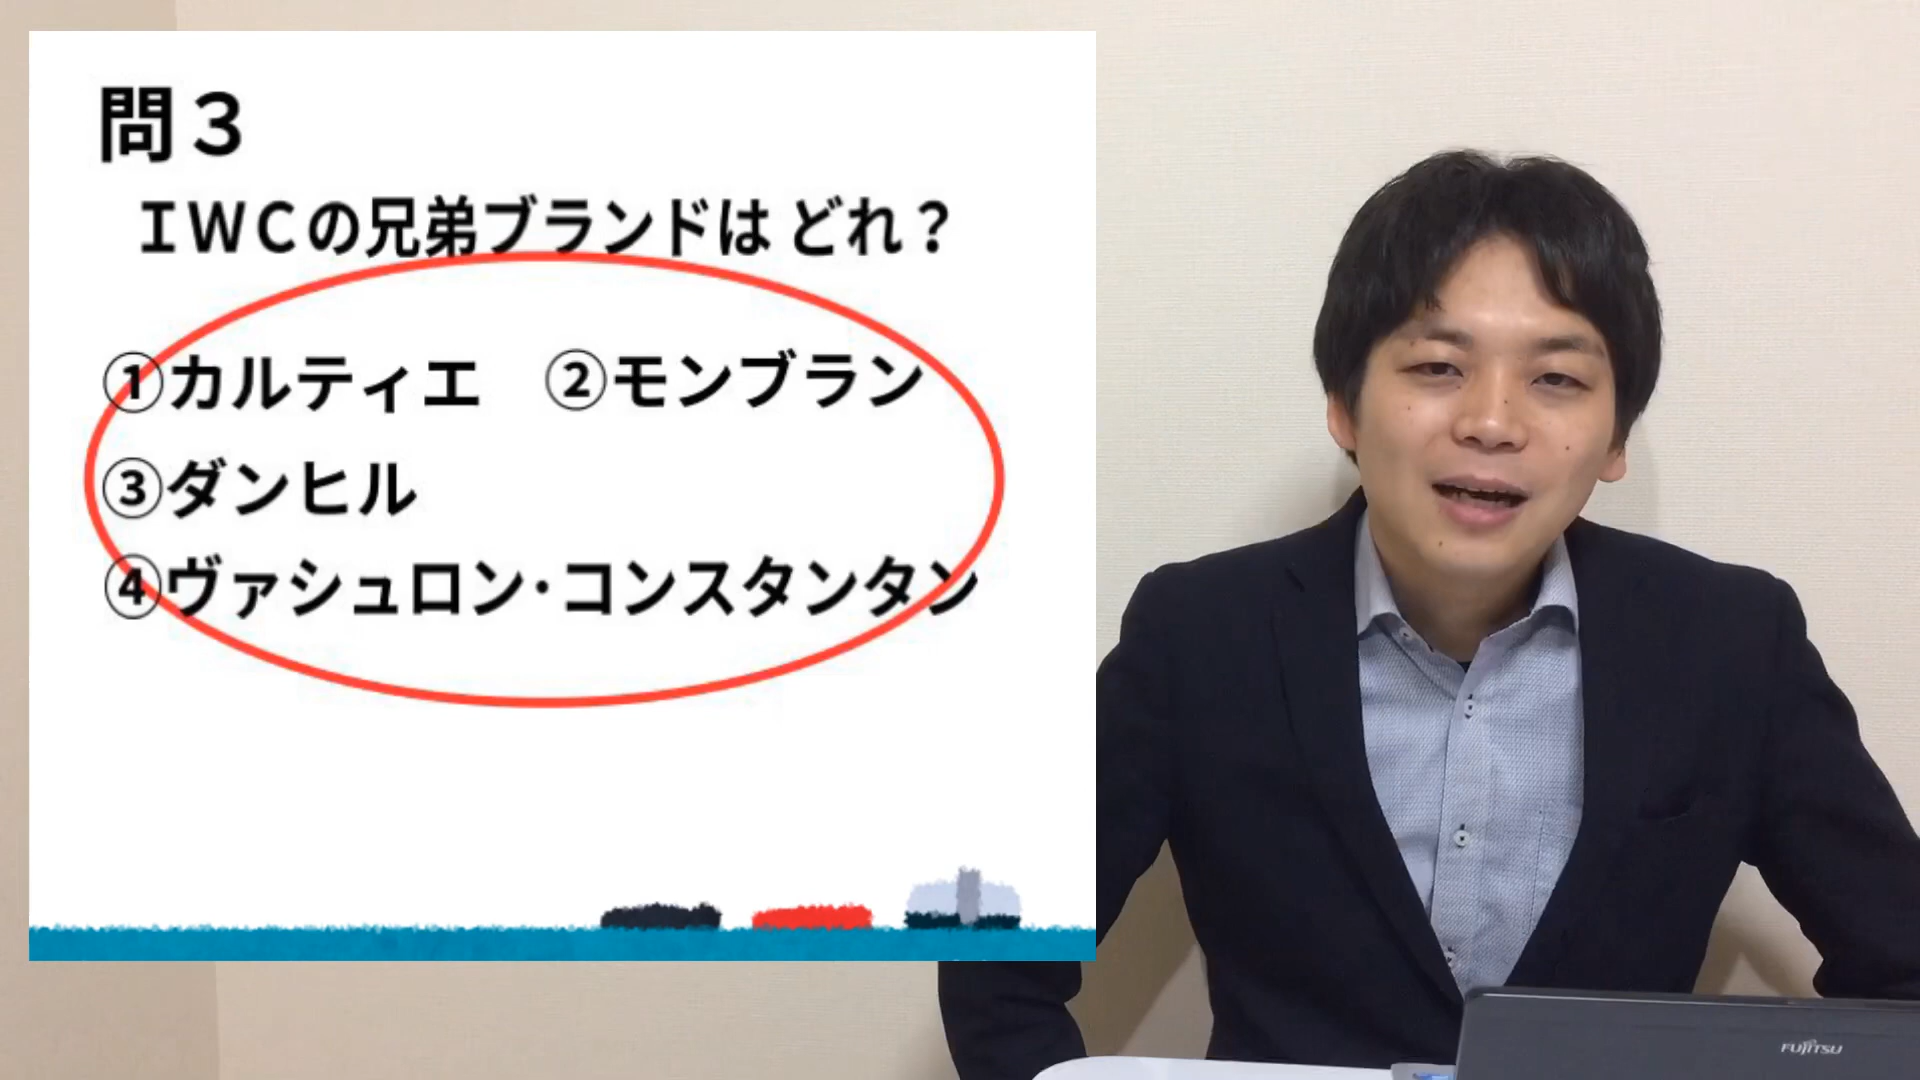 問３
ＩＷＣの兄弟ブランドは どれ？
①カルティエ ②モンブラン
③ダンヒル
④ヴァシュロン･コンスタンタン
FUJITSU